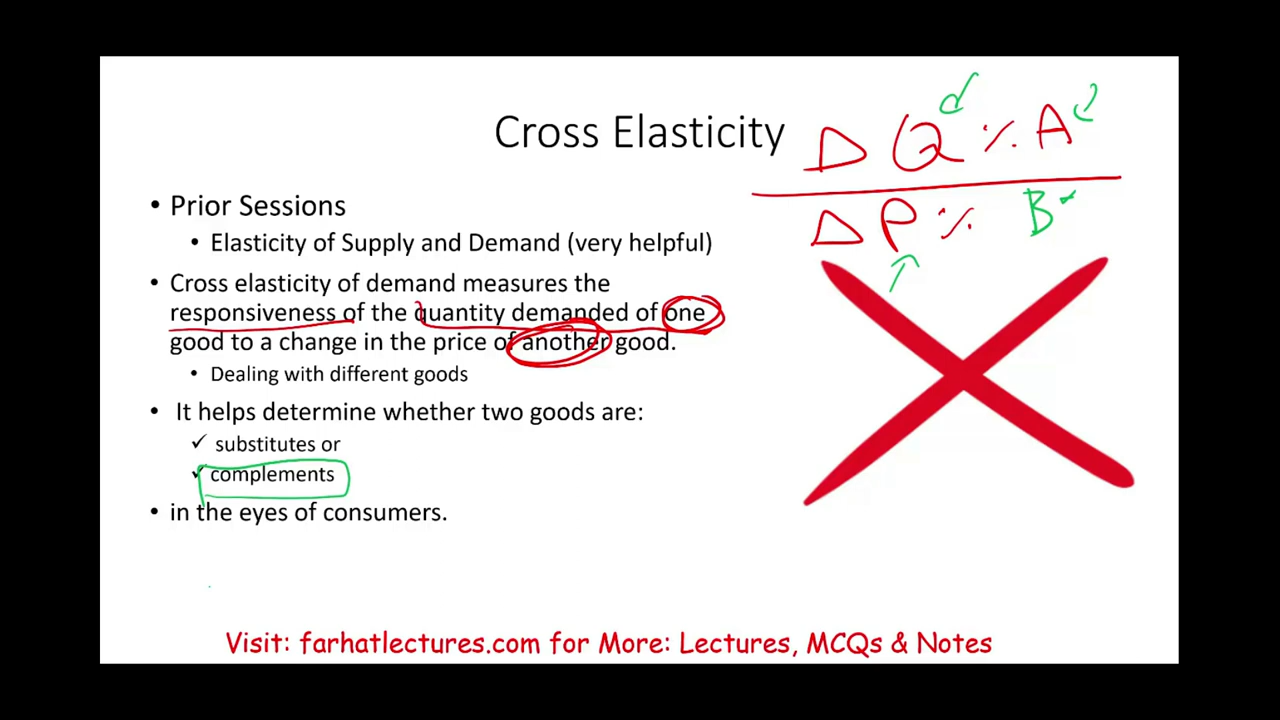 Cross Elasticity
Δ Q d % A
Δ P % B
• Prior Sessions
• Elasticity of Supply and Demand (very helpful)
• Cross elasticity of demand measures the
responsiveness of the quantity demanded of one
good to a change in the price of another good.
• Dealing with different goods
• It helps determine whether two goods are:
✓ substitutes or
✓ complements
• in the eyes of consumers.
Visit: farhatlectures.com for More: Lectures, MCQs & Notes